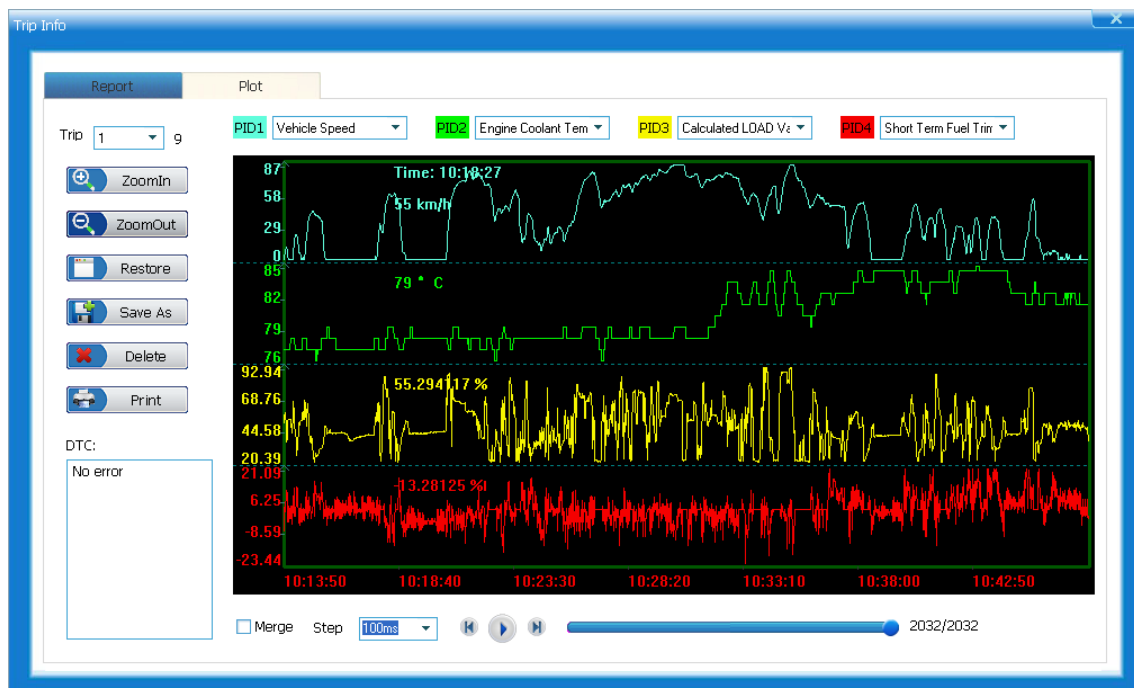 Trip Info
X
Report
Plot
Trip 1 9
PID1 Vehicle Speed PID2 Engine Coolant Tem PID3 Calculated LOAD Va PID4 Short Term Fuel Trim
ZoomIn
ZoomOut
Restore
Save As
Delete
Print
DTC:
No error
87
58
29
0
Time: 10:18:27
55 km/h
85
82
79
76
79 ° C
92.94
68.76
44.58
20.39
55.294117 %
21.09
6.25
-8.59
-23.44
-13.28125 %
10:13:50 10:18:40 10:23:30 10:28:20 10:33:10 10:38:00 10:42:50
Merge Step 100ms 2032/2032